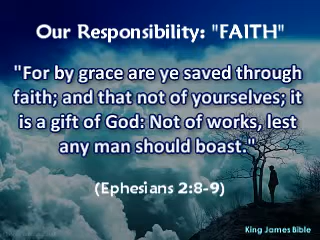 Our Responsibility: "FAITH"
"For by grace are ye saved through
faith; and that not of yourselves; it
is a gift of God: Not of works, lest
any man should boast."
(Ephesians 2:8-9)
King James Bible